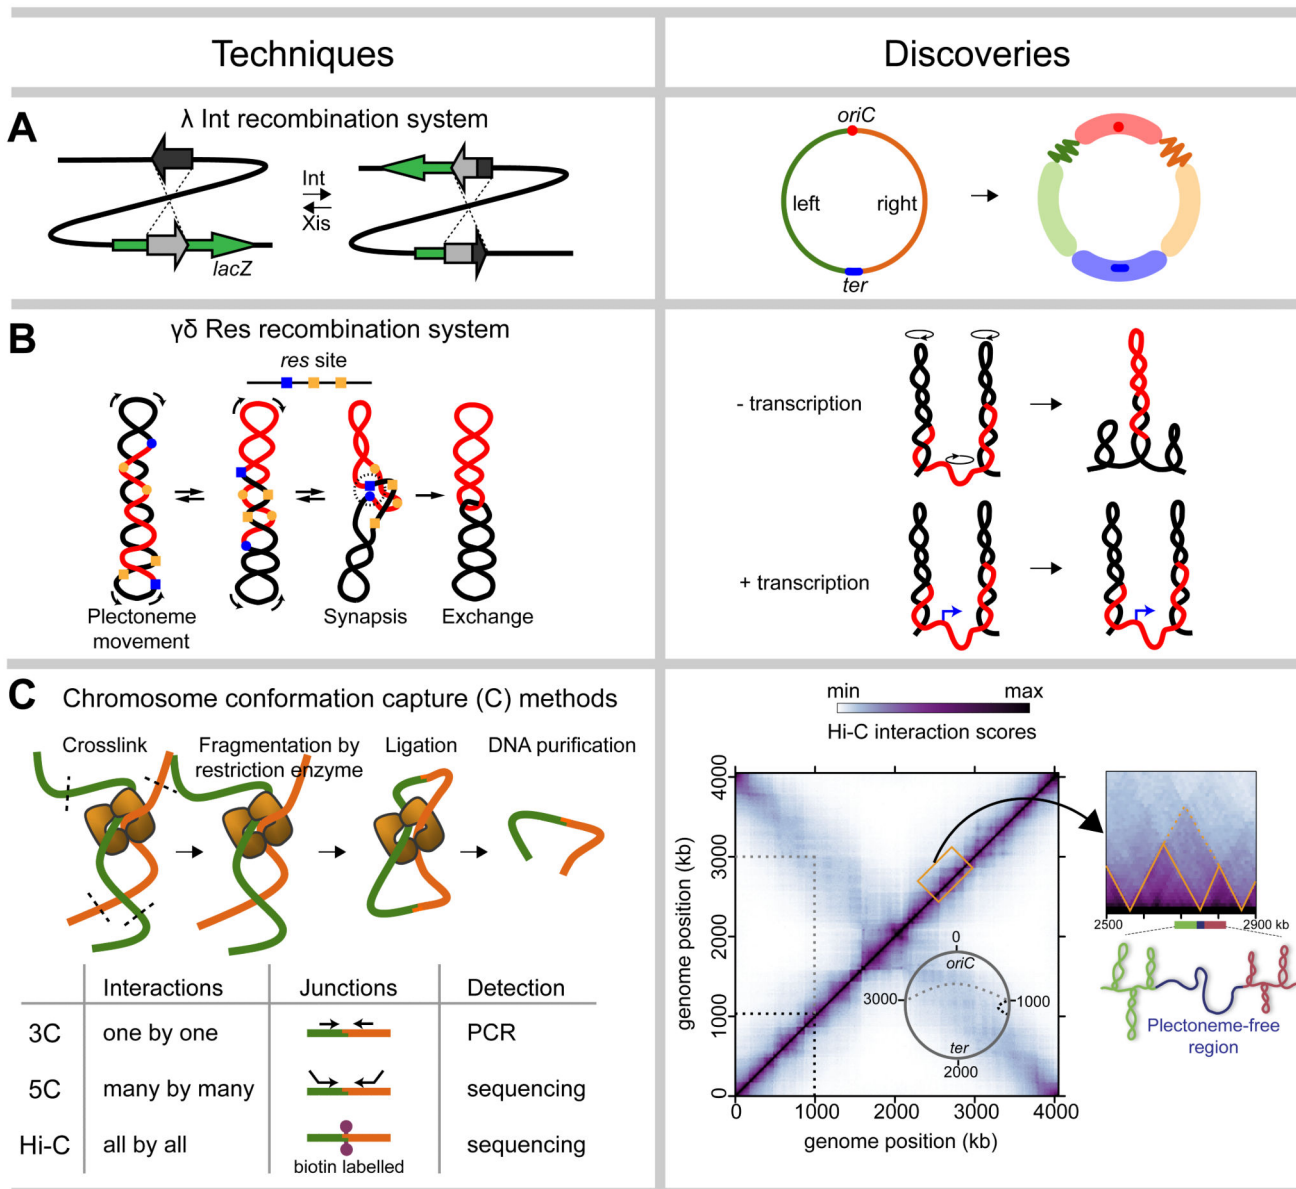 Techniques
Discoveries
A
λ Int recombination system
Int
Xis
lacZ
oriC
left
right
ter
B
γδ Res recombination system
res site
Plectoneme
movement
Synapsis
Exchange
- transcription
+ transcription
C
Chromosome conformation capture (C) methods
Crosslink
Fragmentation by
restriction enzyme
Ligation
DNA purification
Interactions
Junctions
Detection
3C
one by one
PCR
5C
many by many
sequencing
Hi-C
all by all
biotin labelled
sequencing
min
max
Hi-C interaction scores
genome position (kb)
4000
3000
2000
1000
0
0
1000
2000
3000
4000
genome position (kb)
0
oriC
3000
1000
ter
2000
2500
2900 kb
Plectoneme-free
region